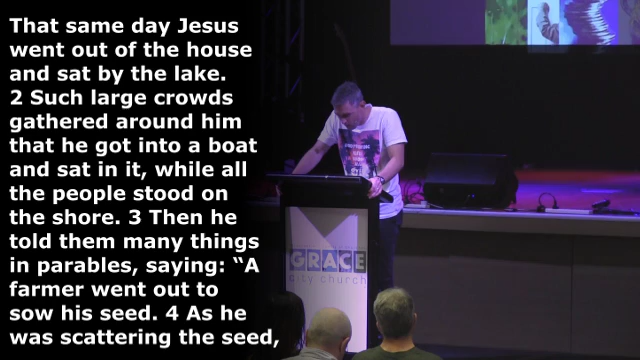 That same day Jesus
went out of the house
and sat by the lake.
2 Such large crowds
gathered around him
that he got into a boat
and sat in it, while all
the people stood on
the shore. 3 Then he
told them many things
in parables, saying: “A
farmer went out to
sow his seed. 4 As he
was scattering the seed,
GRACE
city church